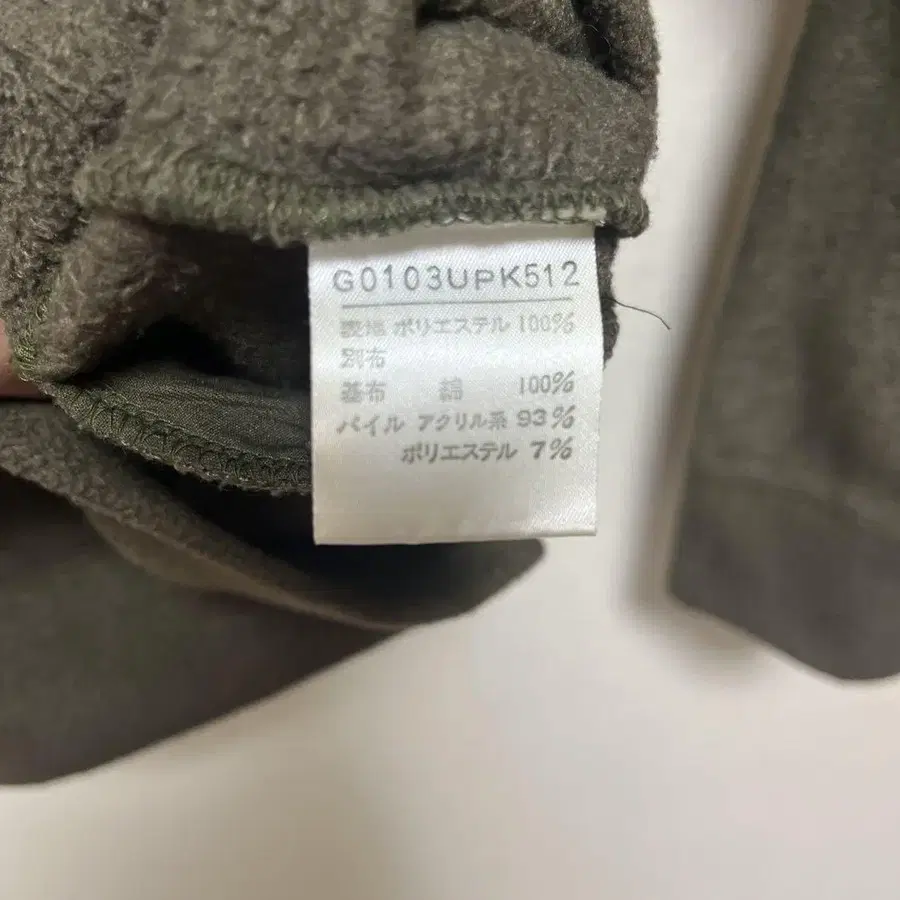 G0103UPK512
表地 ポリエステル 100%
別布
基布 綿 100%
パイル アクリル系 93%
ポリエステル 7%